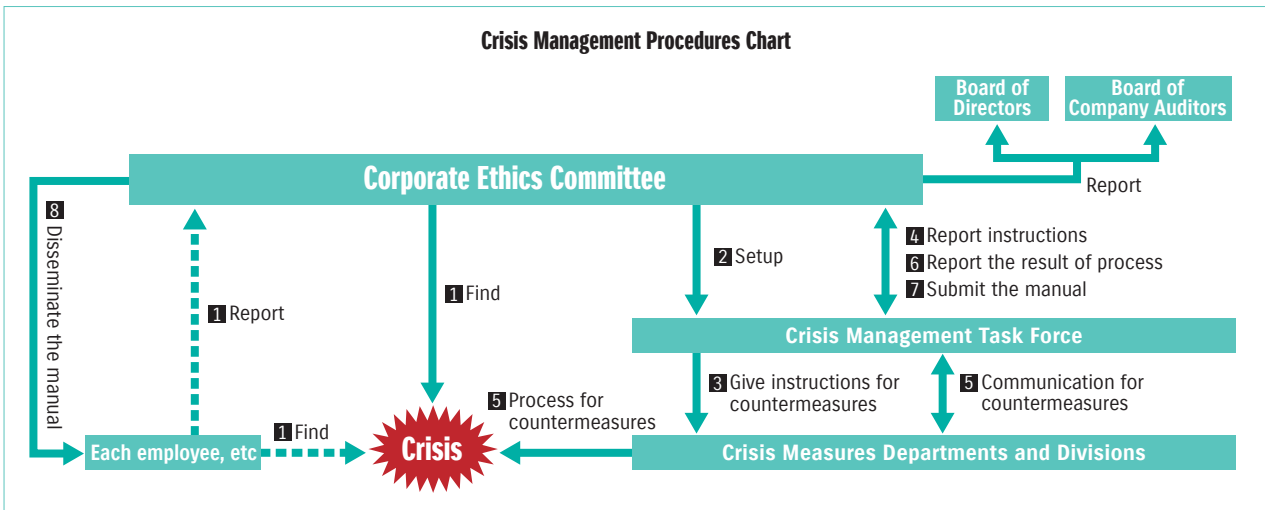 Crisis Management Procedures Chart
Board of
Directors
Board of
Company Auditors
Corporate Ethics Committee
Report
8 Disseminate the manual
1 Report
1 Find
2 Setup
4 Report instructions
6 Report the result of process
7 Submit the manual
Crisis Management Task Force
3 Give instructions for
countermeasures
5 Communication for
countermeasures
5 Process for
countermeasures
Each employee, etc
1 Find
Crisis
Crisis Measures Departments and Divisions